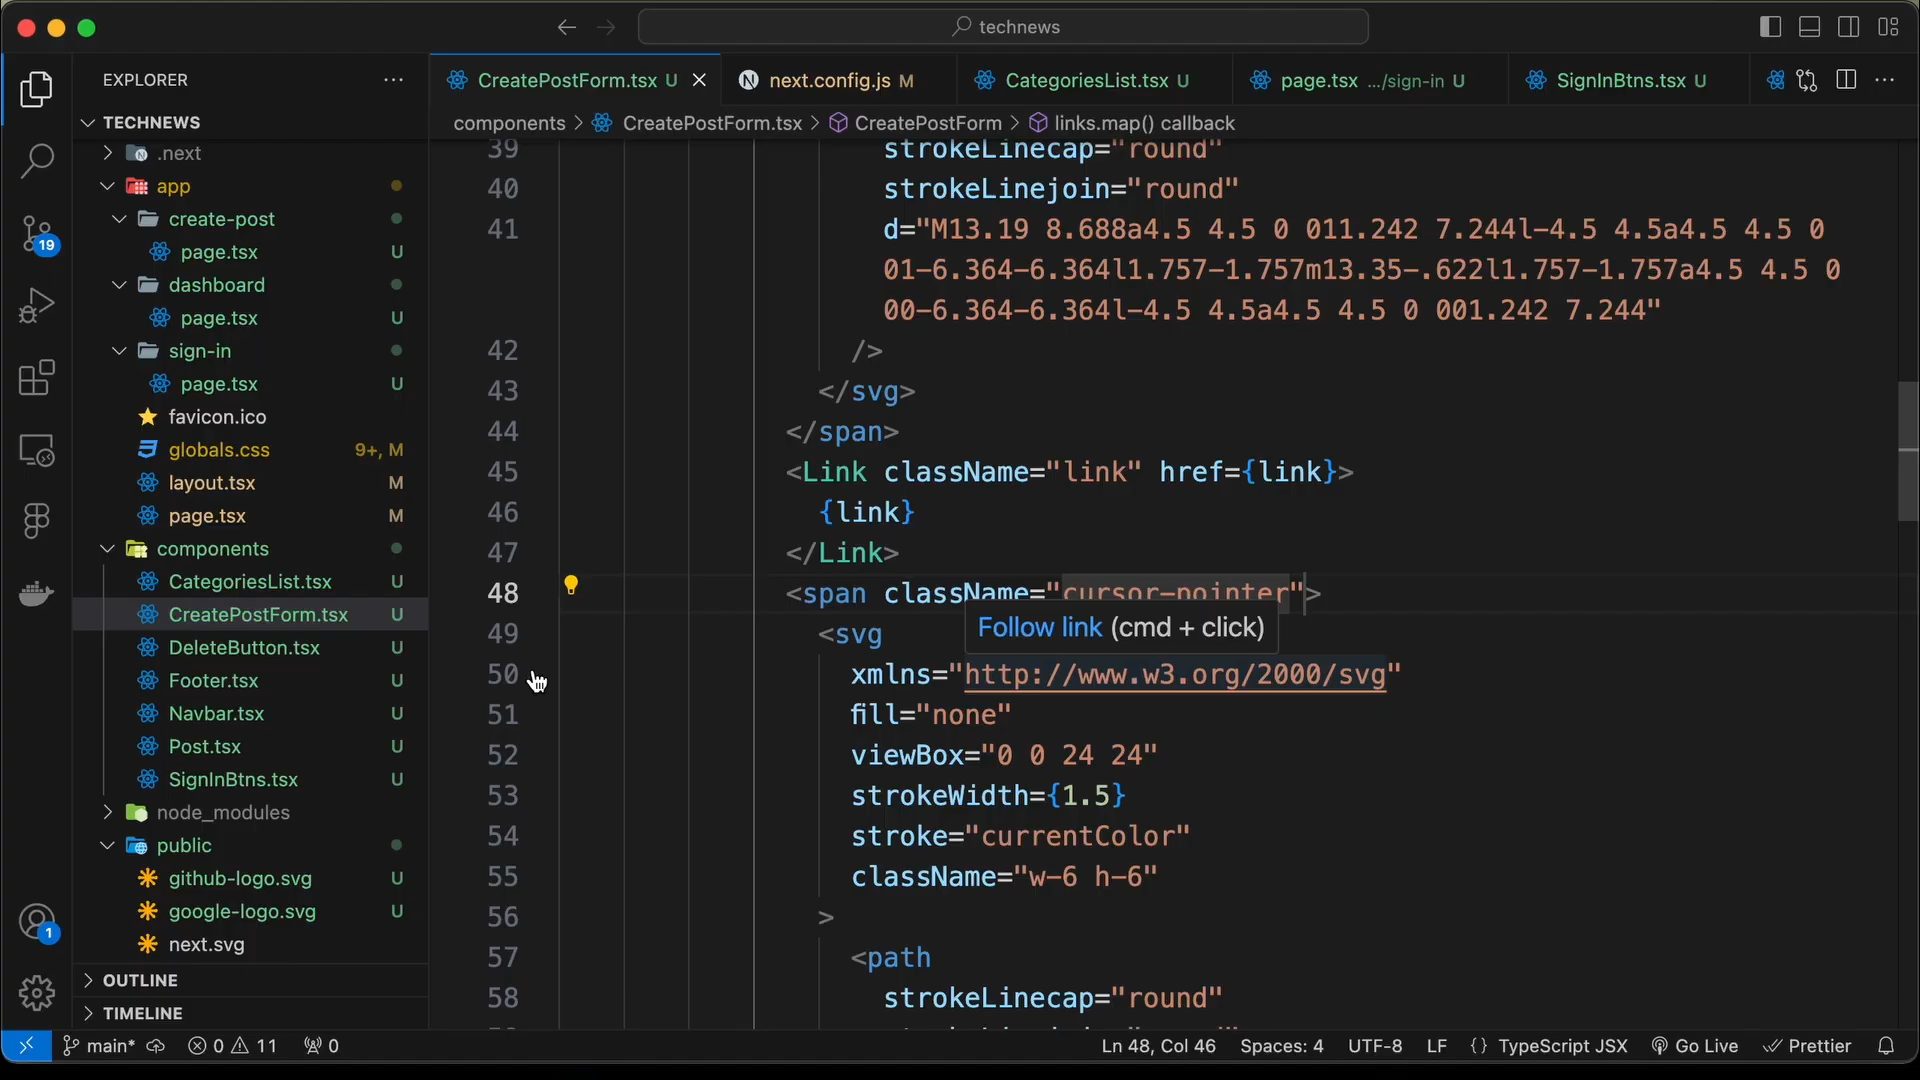 technews
EXPLORER
CreatePostForm.tsx U
next.config.js M
CategoriesList.tsx U
page.tsx .../sign-in U
SignInBtns.tsx U
components > CreatePostForm.tsx > CreatePostForm > links.map() callback
TECHNEWS
.next
app
create-post
page.tsx U
dashboard
page.tsx U
sign-in
page.tsx U
favicon.ico
globals.css 9+, M
layout.tsx M
page.tsx M
components
CategoriesList.tsx U
CreatePostForm.tsx U
DeleteButton.tsx U
Footer.tsx U
Navbar.tsx U
Post.tsx U
SignInBtns.tsx U
node_modules
public
github-logo.svg U
google-logo.svg U
next.svg
OUTLINE
TIMELINE
19
1
39 strokeLinecap="round"
40 strokeLinejoin="round"
41 d="M13.19 8.688a4.5 4.5 0 011.242 7.244l-4.5 4.5a4.5 4.5 0
01-6.364-6.364l1.757-1.757m13.35-.622l1.757-1.757a4.5 4.5 0
00-6.364-6.364l-4.5 4.5a4.5 4.5 0 001.242 7.244"
42 />
43 </svg>
44 </span>
45 <Link className="link" href={link}>
46 {link}
47 </Link>
48 <span className="cursor-pointer">
Follow link (cmd + click)
49 <svg
50 xmlns="http://www.w3.org/2000/svg"
51 fill="none"
52 viewBox="0 0 24 24"
53 strokeWidth={1.5}
54 stroke="currentColor"
55 className="w-6 h-6"
56 >
57 <path
58 strokeLinecap="round"
main* 0 11 0
Ln 48, Col 46 Spaces: 4 UTF-8 LF {} TypeScript JSX Go Live Prettier